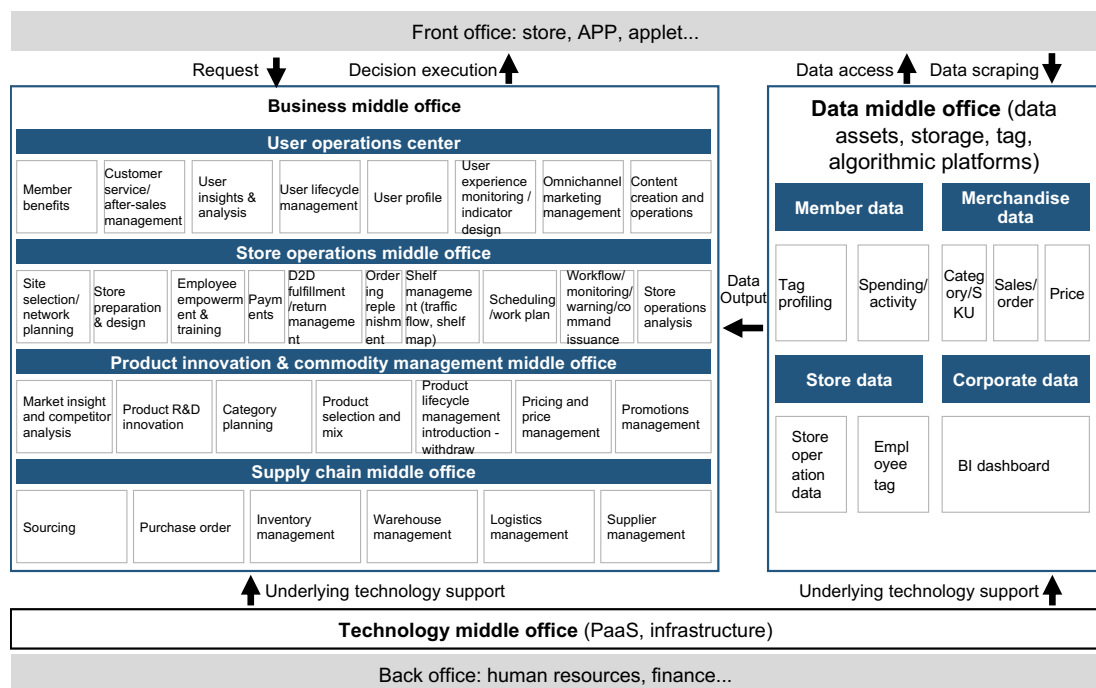 Front office: store, APP, applet...
Request
Decision execution
Data access
Data scraping
Business middle office
User operations center
Member
benefits
Customer
service/
after-sales
management
User
insights &
analysis
User lifecycle
management
User profile
User
experience
monitoring /
indicator
design
Omnichannel
marketing
management
Content
creation and
operations
Store operations middle office
Site
selection/
network
planning
Store
preparation
& design
Employee
empowerm
ent &
training
Paym
ents
D2D
fulfillment
/return
manageme
nt
Order
ing
reple
nishm
ent
Shelf
manageme
nt (traffic
flow, shelf
map)
Scheduling
/work plan
Workflow/
monitoring/
warning/co
mmand
issuance
Store
operations
analysis
Product innovation & commodity management middle office
Market insight
and competitor
analysis
Product R&D
innovation
Category
planning
Product
selection and
mix
Product
lifecycle
management
introduction -
withdraw
Pricing and
price
management
Promotions
management
Supply chain middle office
Sourcing
Purchase order
Inventory
management
Warehouse
management
Logistics
management
Supplier
management
Data
Output
Data middle office (data
assets, storage, tag,
algorithmic platforms)
Member data
Merchandise
data
Tag
profiling
Spending/
activity
Categ
ory/S
KU
Sales/
order
Price
Store data
Corporate data
Store
oper
ation
data
Empl
oyee
tag
BI dashboard
Underlying technology support
Underlying technology support
Technology middle office (PaaS, infrastructure)
Back office: human resources, finance...